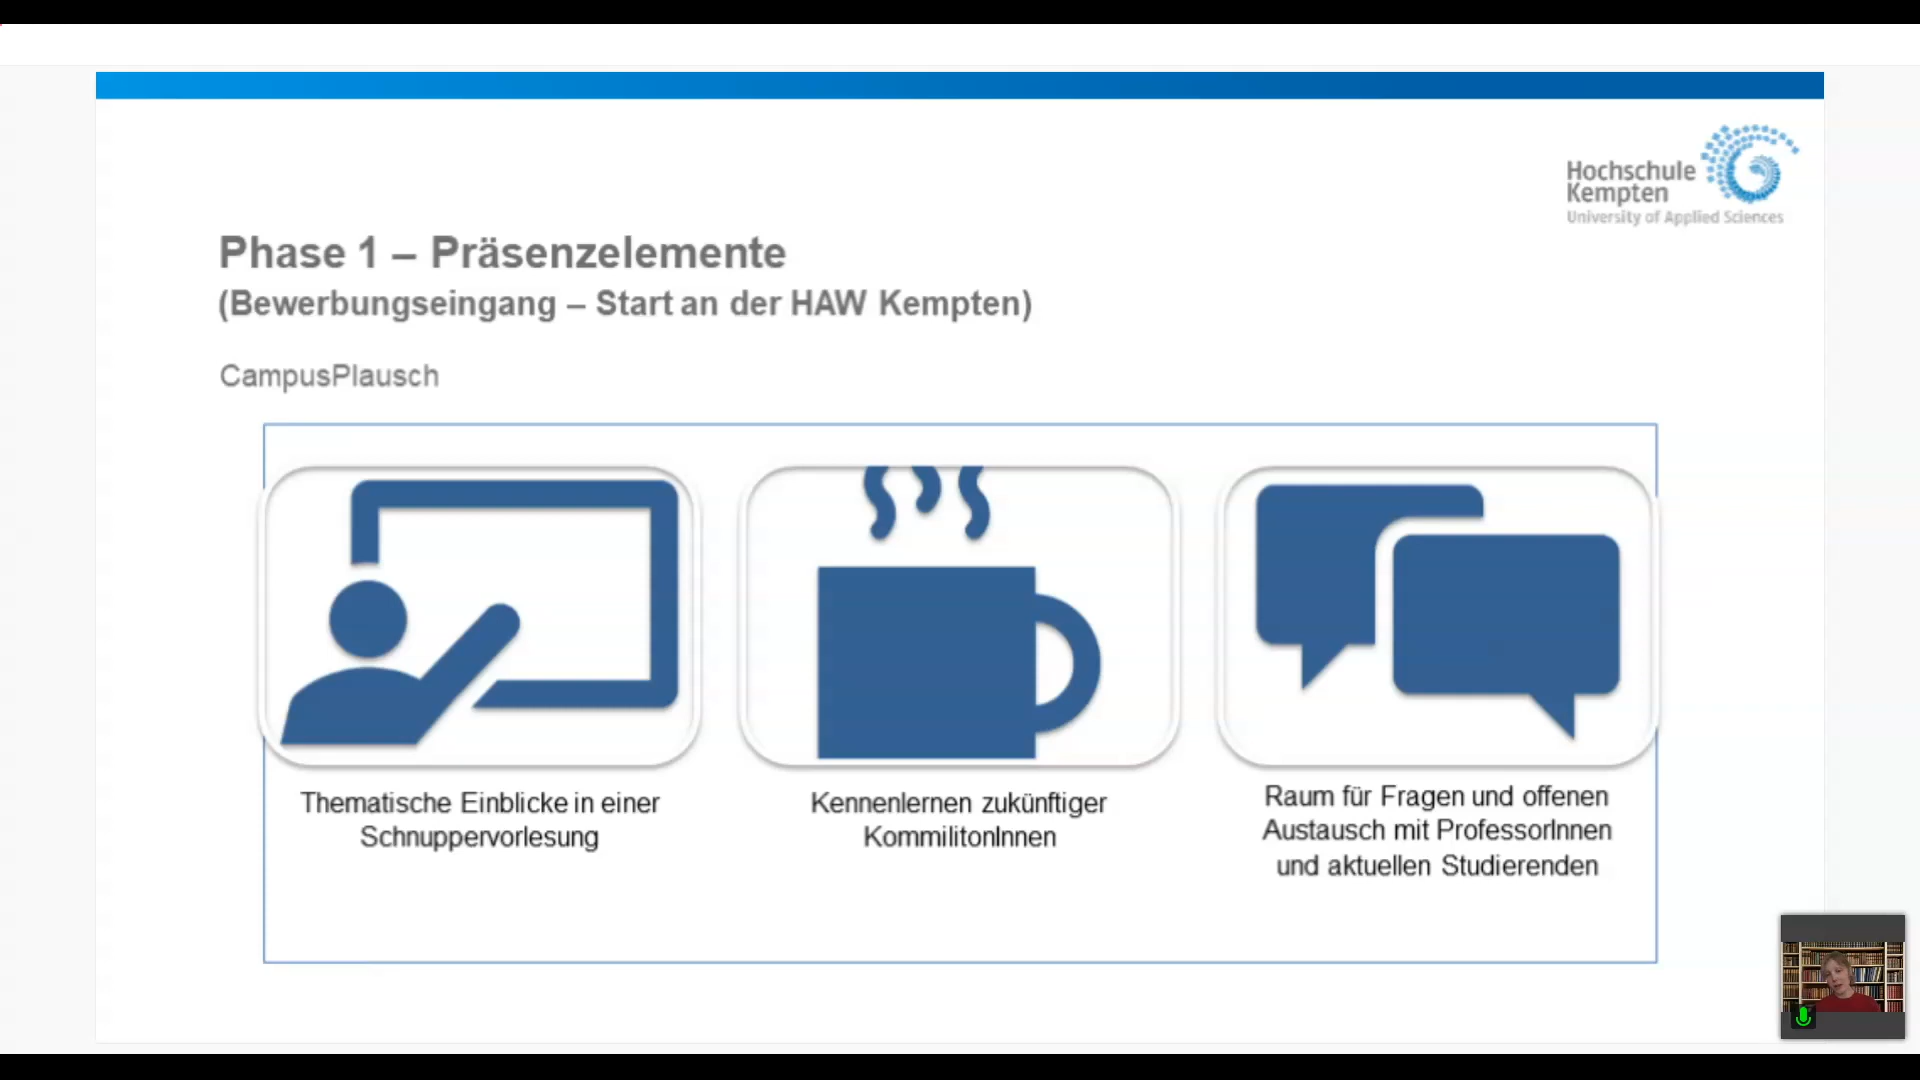 Hochschule
Kempten
University of Applied Sciences
Phase 1 – Präsenzelemente
(Bewerbungseingang – Start an der HAW Kempten)
CampusPlausch
Thematische Einblicke in einer
Schnuppervorlesung
Kennenlernen zukünftiger
KommilitonInnen
Raum für Fragen und offenen
Austausch mit ProfessorInnen
und aktuellen Studierenden